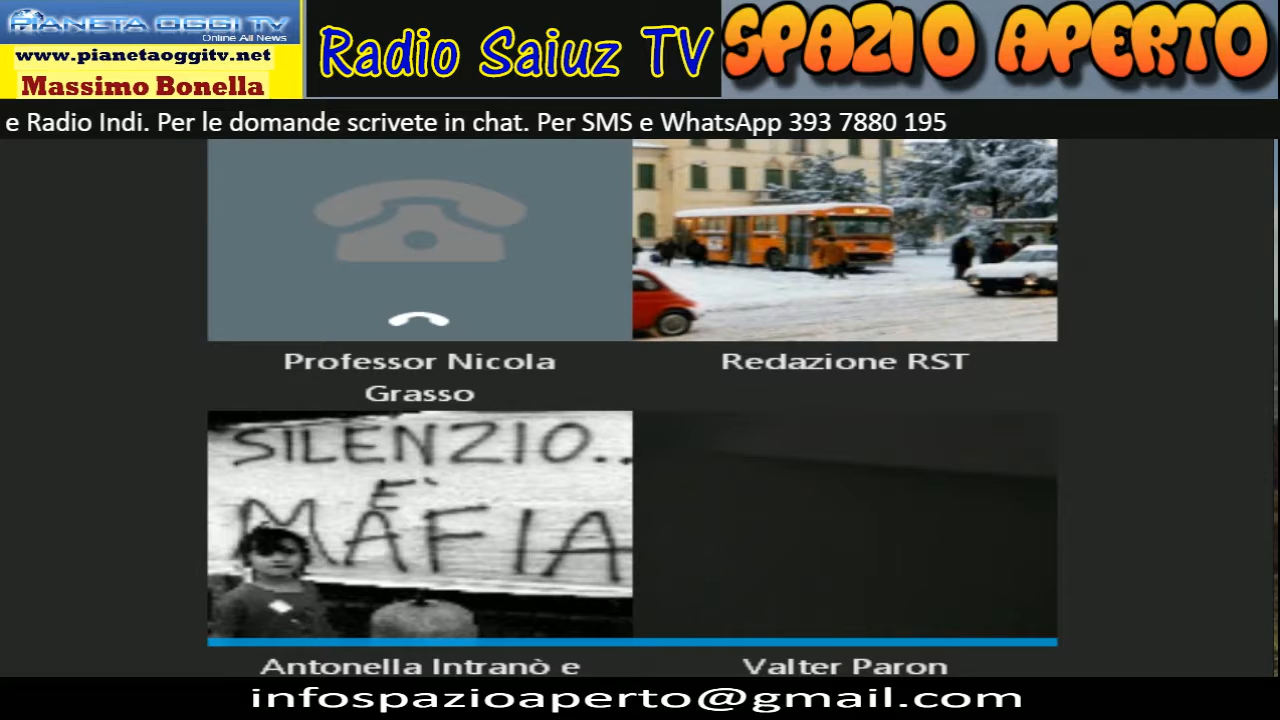 PIANETA OGGI TV
Online All News
www.pianetaoggitv.net
Massimo Bonella
Radio Saiuz TV
SPAZIO APERTO
e Radio Indi. Per le domande scrivete in chat. Per SMS e WhatsApp 393 7880 195
Professor Nicola
Grasso
Redazione RST
SILENZIO..
E'
MAFIA
Antonella Intranò e
Valter Paron
infospazioaperto@gmail.com